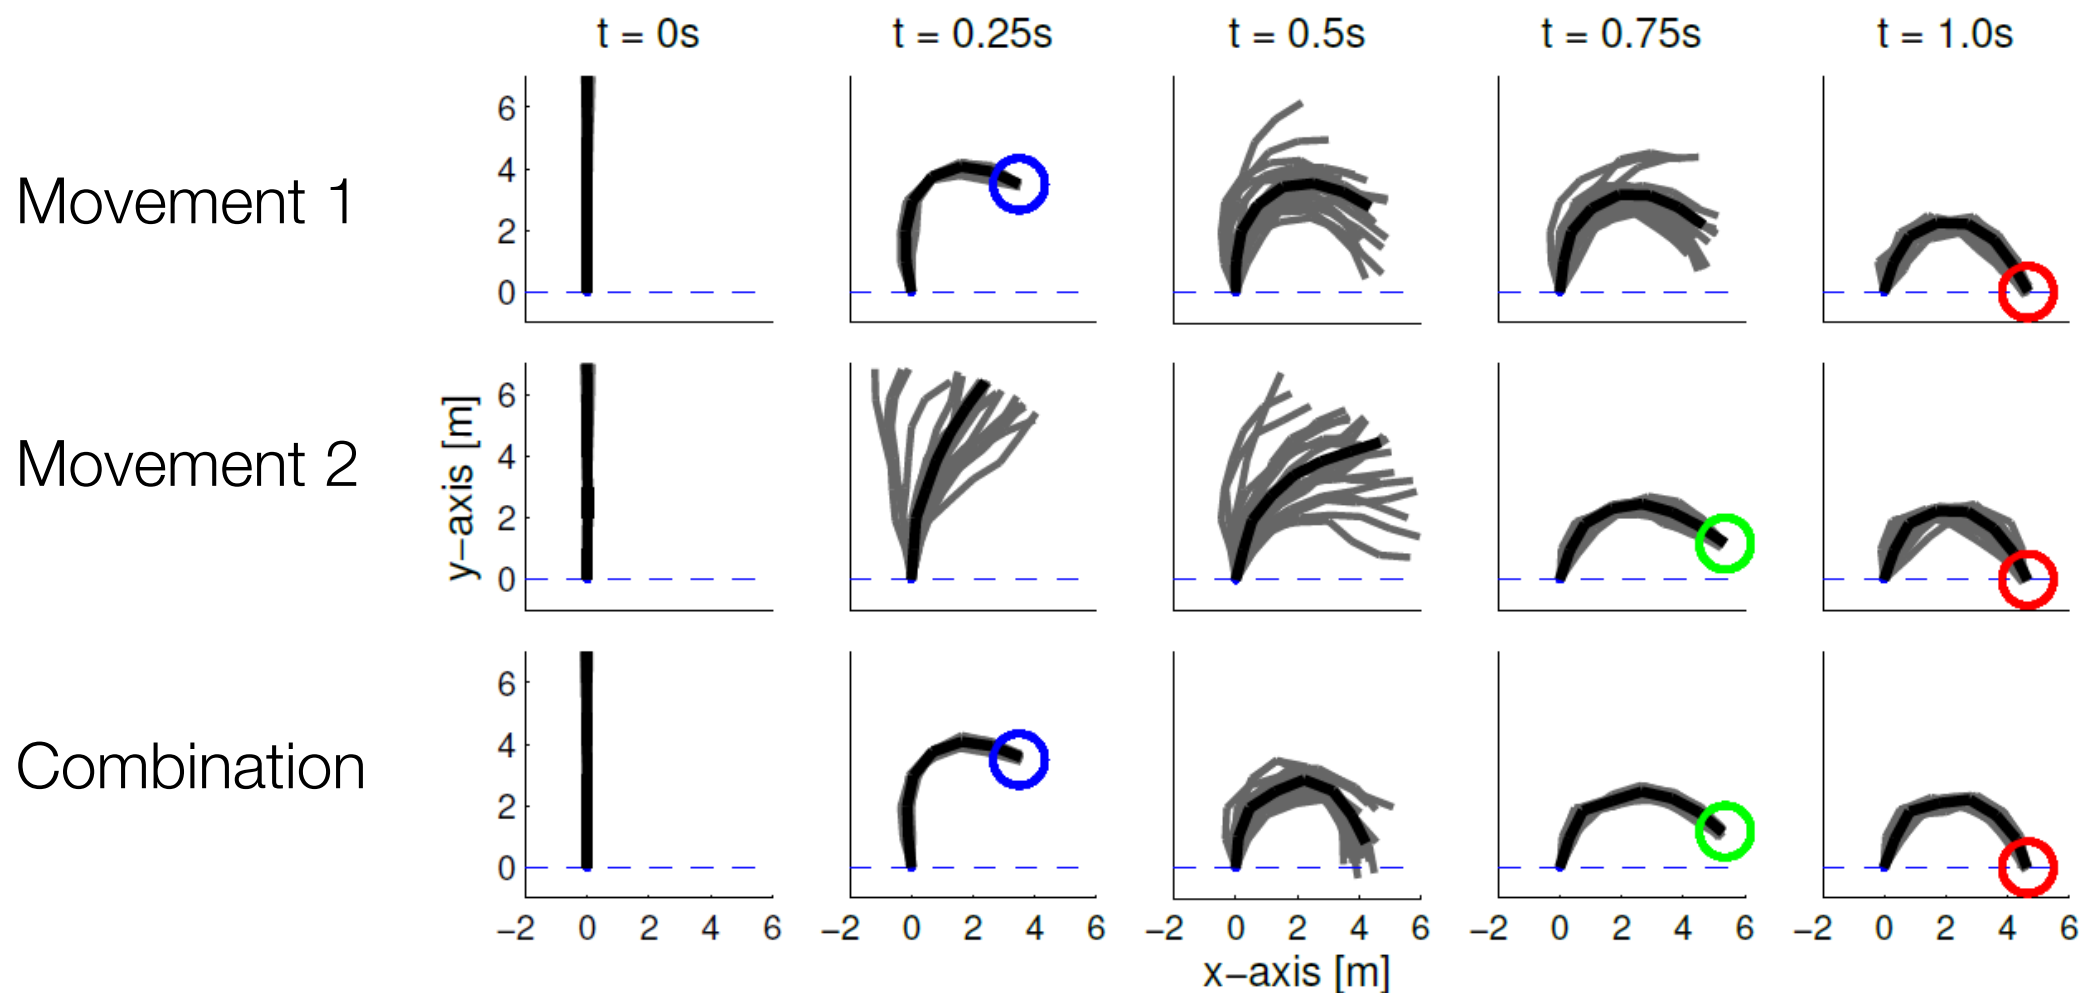 t = 0s t = 0.25s t = 0.5s t = 0.75s t = 1.0s
Movement 1
6
4
2
0
Movement 2
y−axis [m]
6
4
2
0
Combination
6
4
2
0
−2 0 2 4 6 −2 0 2 4 6 −2 0 2 4 6 −2 0 2 4 6 −2 0 2 4 6
x−axis [m]